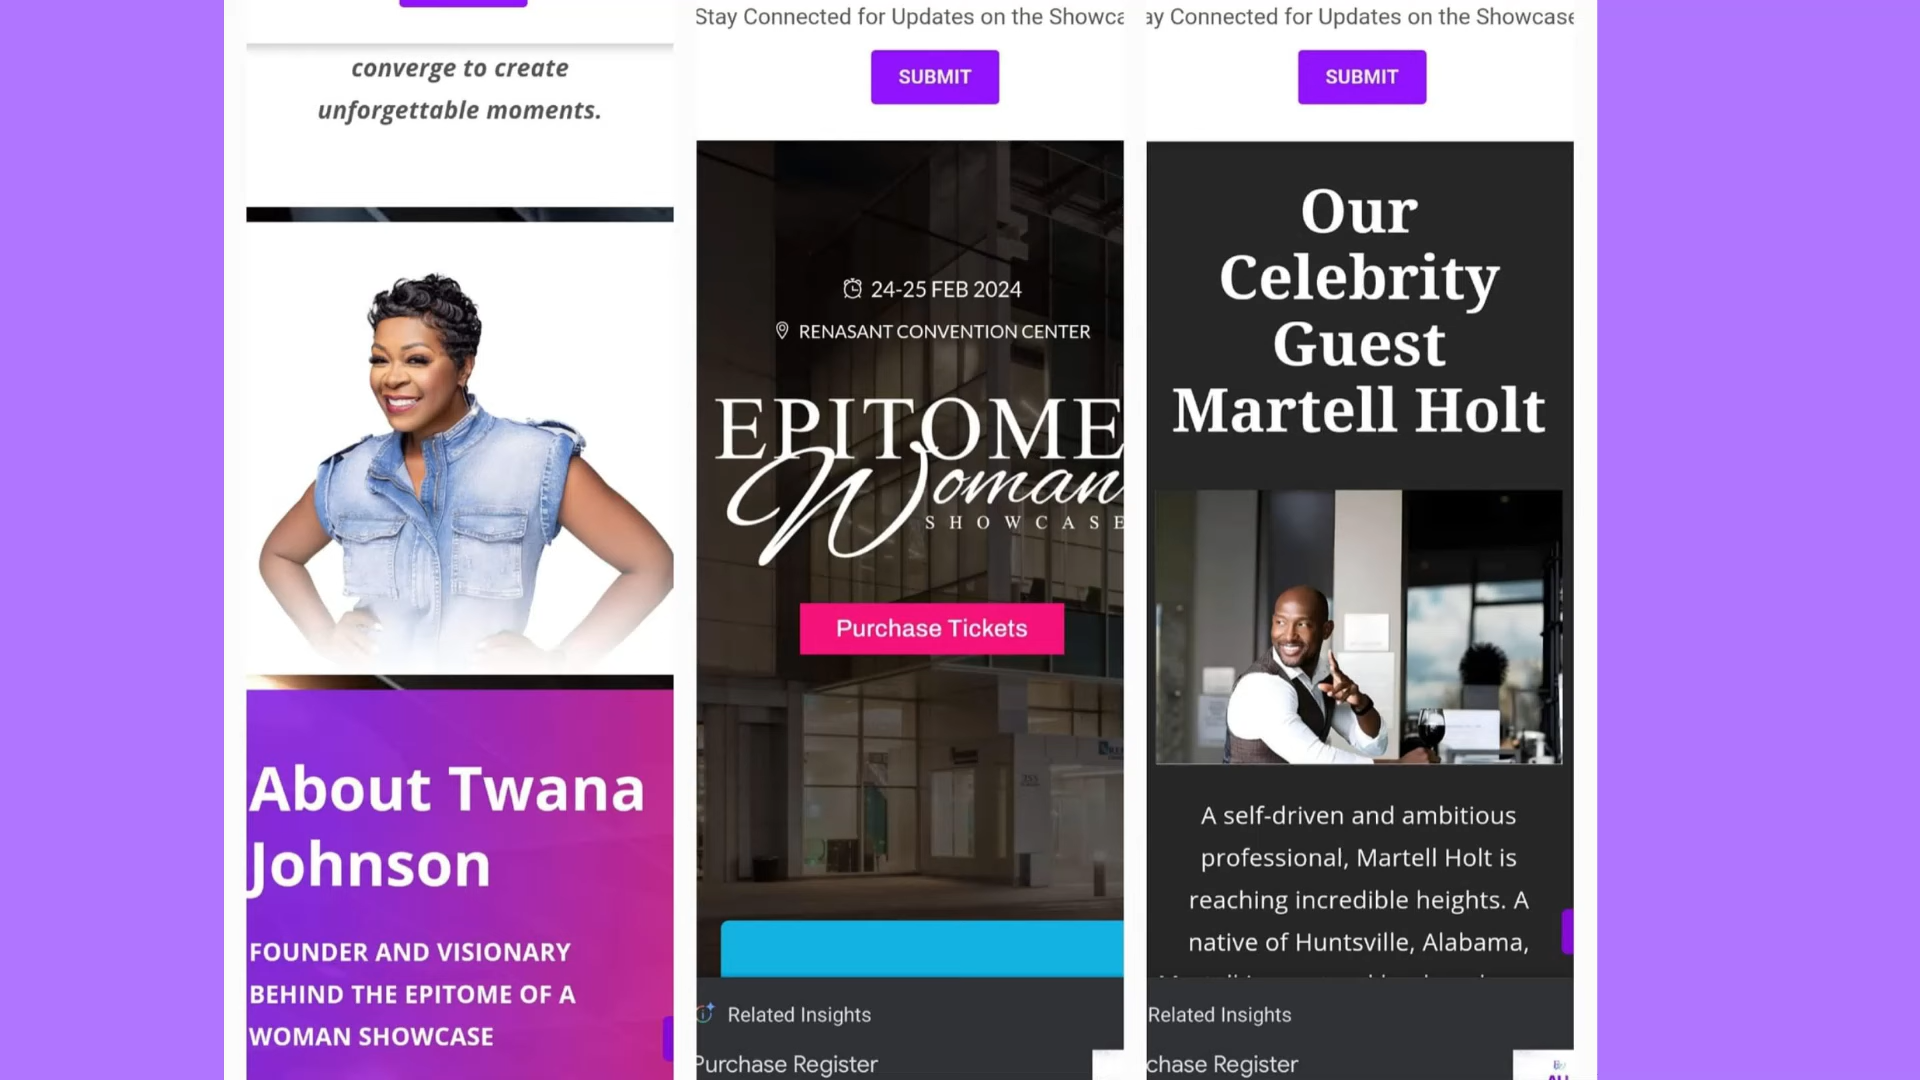 converge to create
unforgettable moments.
About Twana
Johnson
FOUNDER AND VISIONARY
BEHIND THE EPITOME OF A
WOMAN SHOWCASE
Stay Connected for Updates on the Showca
SUBMIT
24-25 FEB 2024
RENASANT CONVENTION CENTER
EPITOME
Woman
SHOWCASE
Purchase Tickets
Related Insights
Purchase Register
ay Connected for Updates on the Showcase
SUBMIT
Our
Celebrity
Guest
Martell Holt
A self-driven and ambitious
professional, Martell Holt is
reaching incredible heights. A
native of Huntsville, Alabama,
Related Insights
chase Register